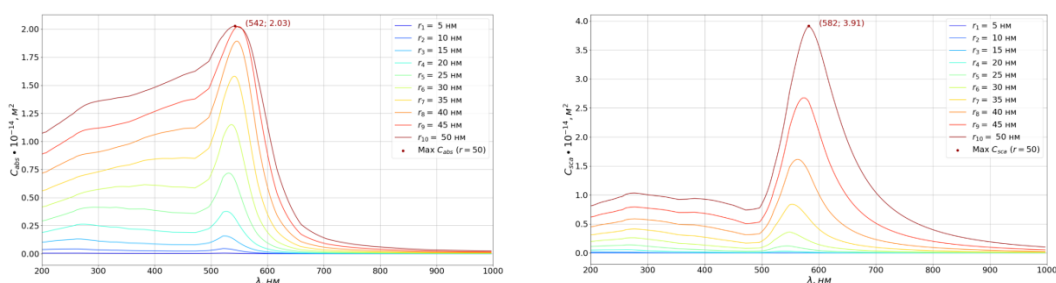 (542; 2.03)
2.00
1.75
1.50
1.25
1.00
0.75
0.50
0.25
0.00
C_abs • 10⁻¹⁴, м²
200 300 400 500 600 700 800 900 1000
λ, нм
r₁ = 5 нм
r₂ = 10 нм
r₃ = 15 нм
r₄ = 20 нм
r₅ = 25 нм
r₆ = 30 нм
r₇ = 35 нм
r₈ = 40 нм
r₉ = 45 нм
r₁₀ = 50 нм
Max C_abs (r = 50)
(582; 3.91)
4.0
3.5
3.0
2.5
2.0
1.5
1.0
0.5
0.0
C_sca • 10⁻¹⁴, м²
200 300 400 500 600 700 800 900 1000
λ, нм
r₁ = 5 нм
r₂ = 10 нм
r₃ = 15 нм
r₄ = 20 нм
r₅ = 25 нм
r₆ = 30 нм
r₇ = 35 нм
r₈ = 40 нм
r₉ = 45 нм
r₁₀ = 50 нм
Max C_sca (r = 50)